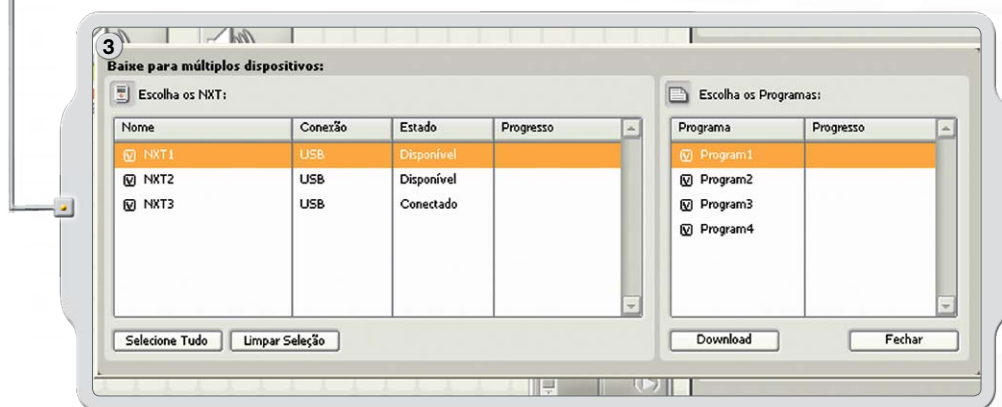 3
Baixe para múltiplos dispositivos:
Escolha os NXT:
Nome Conexão Estado Progresso
NXT1 USB Disponível
NXT2 USB Disponível
NXT3 USB Conectado
Selecione Tudo Limpar Seleção
Escolha os Programas:
Programa Progresso
Program1
Program2
Program3
Program4
Download Fechar